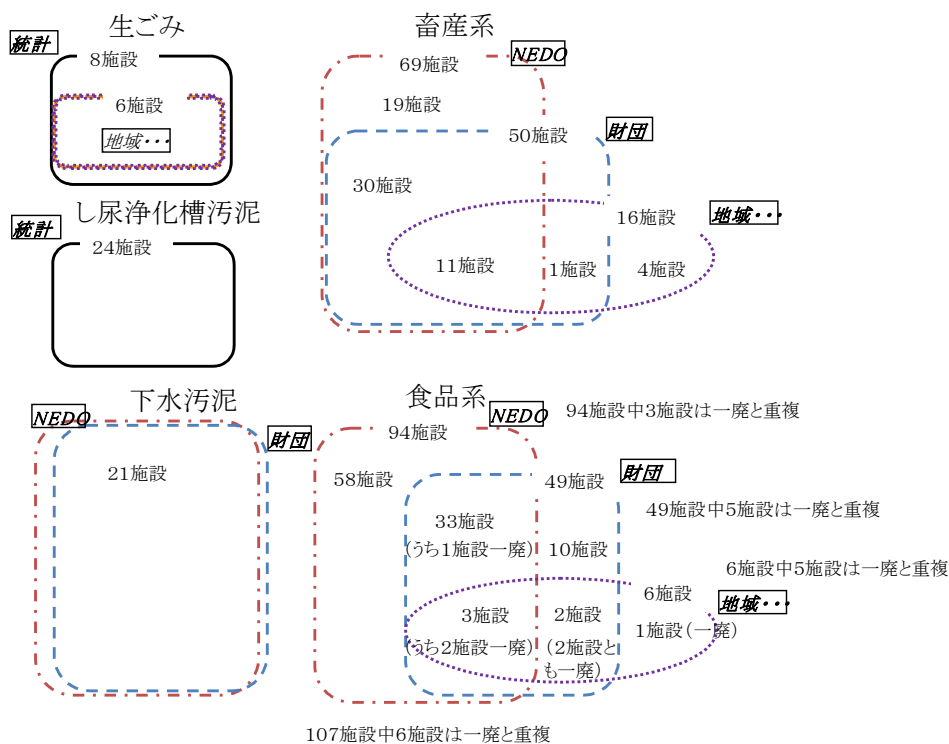 生ごみ
統計
8施設
6施設
地域・・・
し尿浄化槽汚泥
統計
24施設
畜産系
NEDO
69施設
19施設
50施設
財団
30施設
16施設
地域・・・
11施設
1施設
4施設
下水汚泥
NEDO
財団
21施設
食品系
NEDO
94施設中3施設は一廃と重複
94施設
58施設
49施設
財団
33施設
(うち1施設一廃)
10施設
49施設中5施設は一廃と重複
6施設中5施設は一廃と重複
6施設
地域・・・
3施設
(うち2施設一廃)
2施設
(2施設と
も一廃)
1施設(一廃)
107施設中6施設は一廃と重複